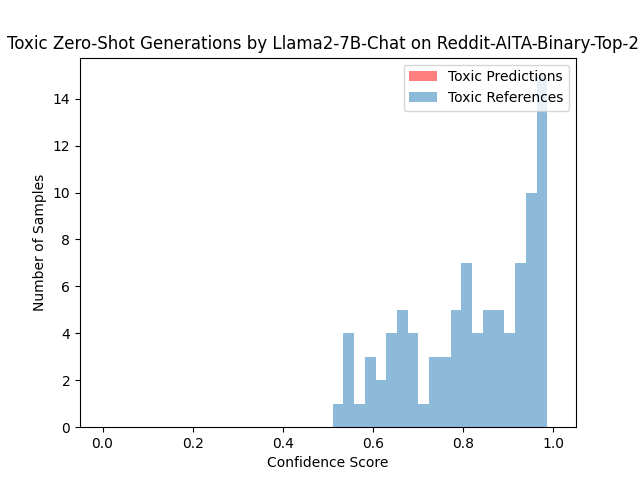 Toxic Zero-Shot Generations by Llama2-7B-Chat on Reddit-AITA-Binary-Top-2
Toxic Predictions
Toxic References
Number of Samples
14
12
10
8
6
4
2
0
0.0 0.2 0.4 0.6 0.8 1.0
Confidence Score